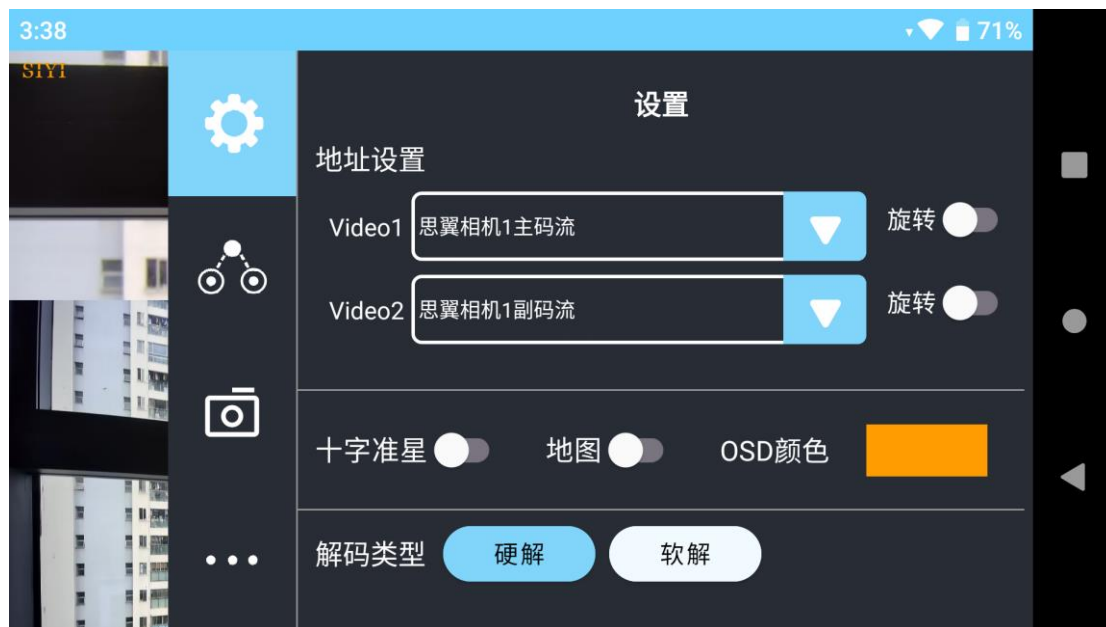 3:38 71%
SIYI
设置
地址设置
Video1 思翼相机1主码流 旋转
Video2 思翼相机1副码流 旋转
十字准星 地图 OSD颜色
解码类型 硬解 软解